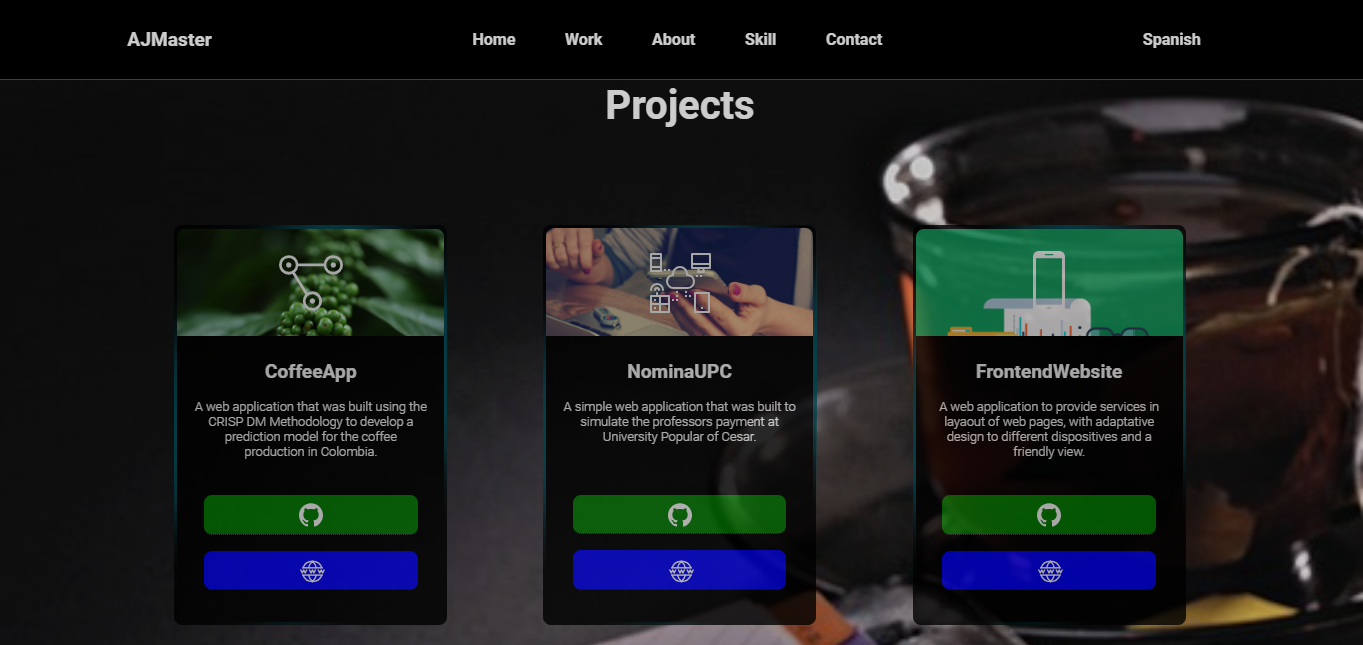 AJMaster Home Work About Skill Contact Spanish
Projects
CoffeeApp
A web application that was built using the
CRISP DM Methodology to develop a
prediction model for the coffee
production in Colombia.
NominaUPC
A simple web application that was built to
simulate the professors payment at
University Popular of Cesar.
FrontendWebsite
A web application to provide services in
layaout of web pages, with adaptative
design to different dispositives and a
friendly view.